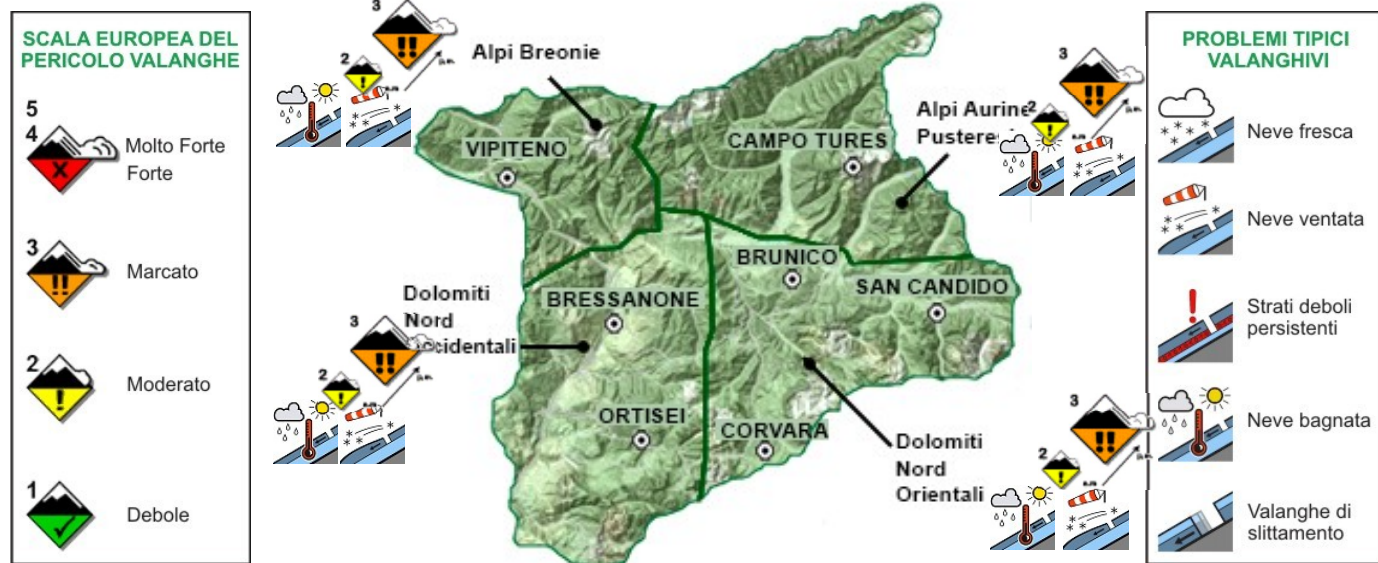 SCALA EUROPEA DEL
PERICOLO VALANGHE
5
4
Molto Forte
Forte
3
Marcato
2
Moderato
1
Debole
3
2
Alpi Breonie
VIPITENO
CAMPO TURES
Alpi Aurine
3
2
BRESSANONE
BRUNICO
SAN CANDIDO
Dolomiti
Nord
3
2
ORTISEI
CORVARA
Dolomiti
Nord
Orientali
3
2
PROBLEMI TIPICI
VALANGHIVI
Neve fresca
Neve ventata
Strati deboli
persistenti
Neve bagnata
Valanghe di
slittamento